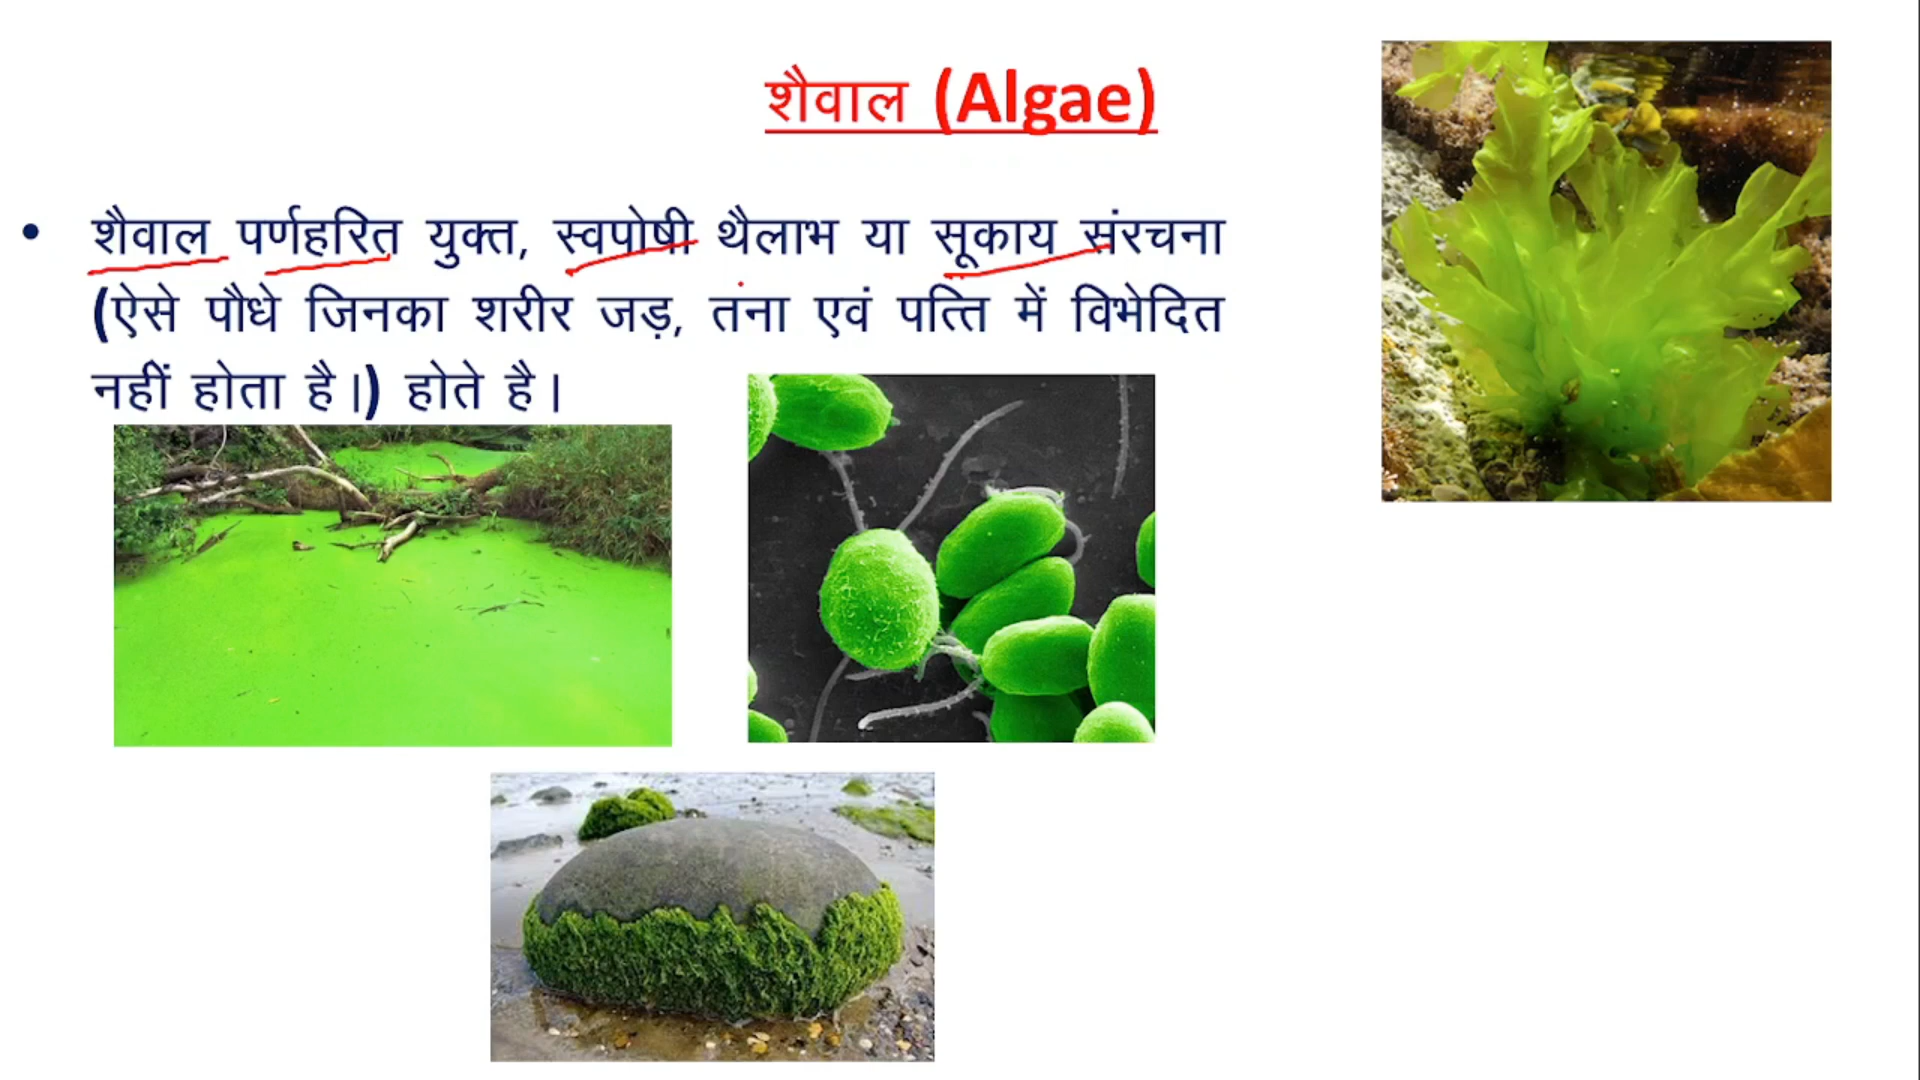 शैवाल (Algae)
• शैवाल पर्णहरित युक्त, स्वपोषी थैलाभ या सूकाय संरचना
(ऐसे पौधे जिनका शरीर जड़, तना एवं पत्ति में विभेदित
नहीं होता है।) होते है।